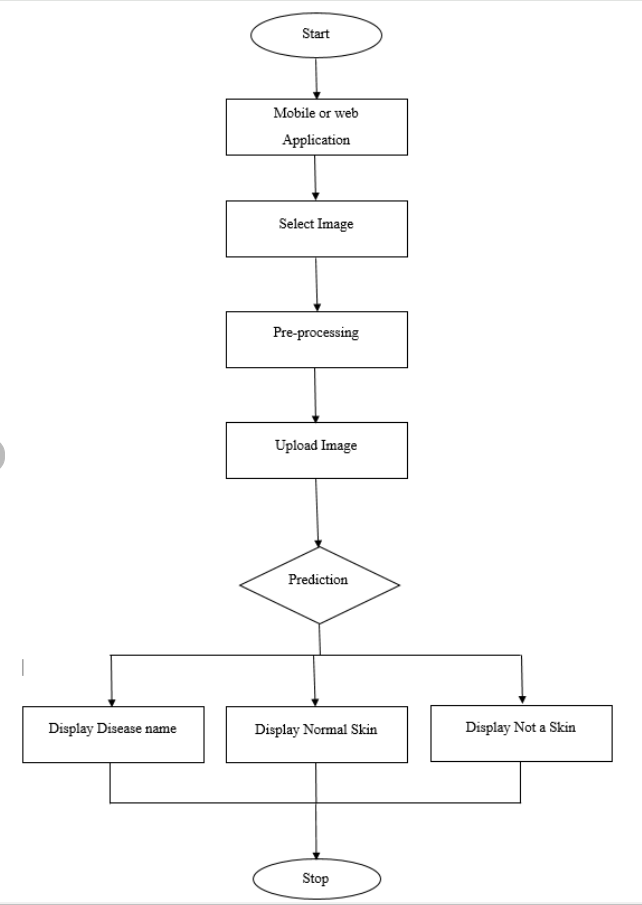 Start
Mobile or web
Application
Select Image
Pre-processing
Upload Image
Prediction
Display Disease name
Display Normal Skin
Display Not a Skin
Stop